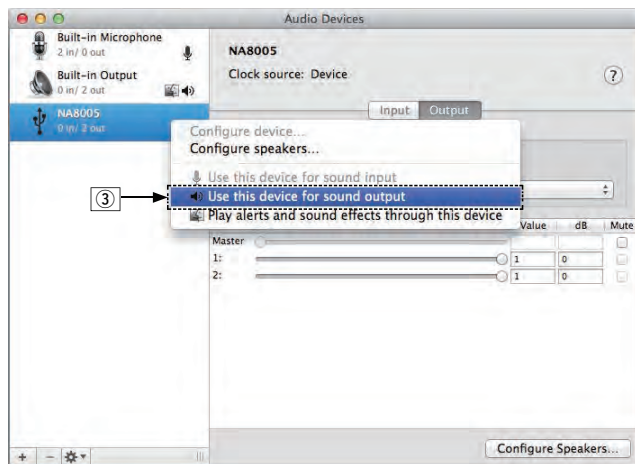 Audio Devices
Built-in Microphone
2 in/ 0 out
Built-in Output
0 in/ 2 out
NA8005
0 in/ 2 out
NA8005
Clock source: Device
?
Input Output
Configure device...
Configure speakers...
Use this device for sound input
③
Use this device for sound output
Play alerts and sound effects through this device
Value dB Mute
Master
1: 1 0
2: 1 0
Configure Speakers...